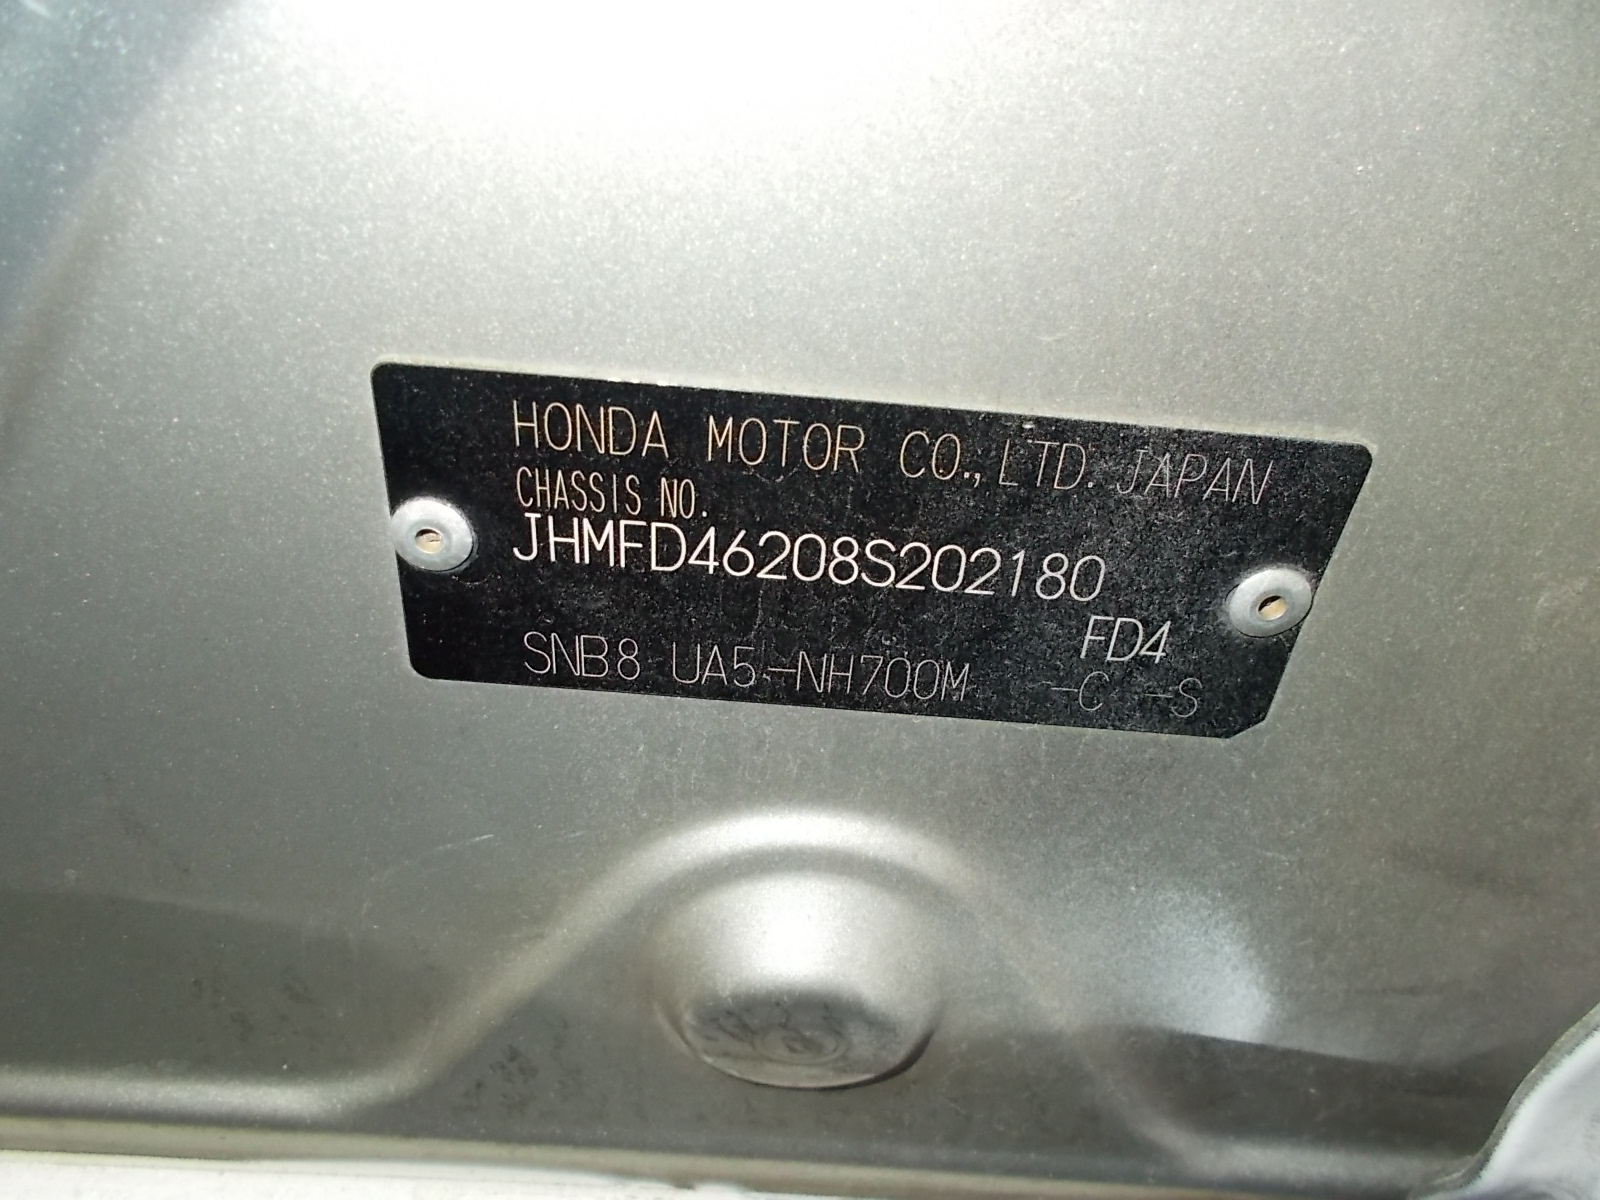 HONDA MOTOR CO., LTD. JAPAN
CHASSIS NO.
JHMFD46208S202180
FD4
SNB8 UA5-NH700M -C -S